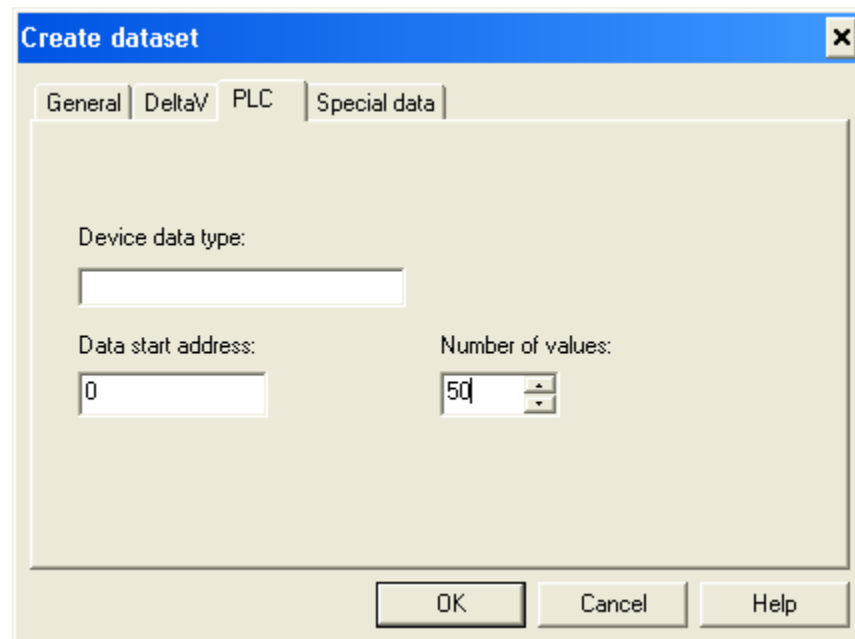 Create dataset
General DeltaV PLC Special data
Device data type:
Data start address: Number of values:
0 50
OK Cancel Help